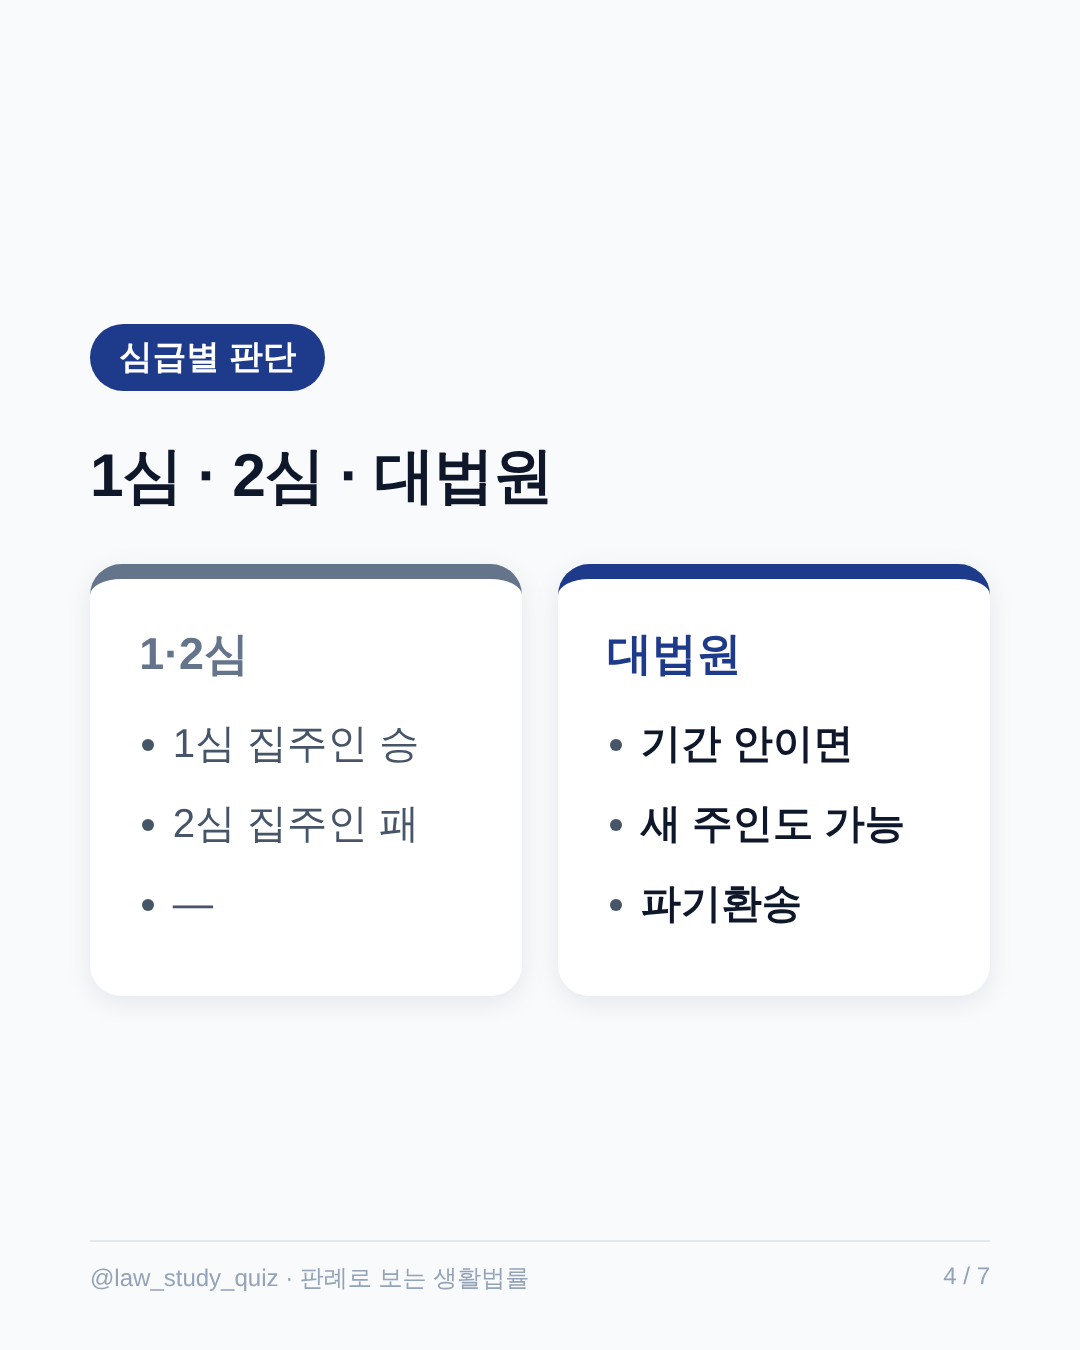 심급별 판단
1심 · 2심 · 대법원
1·2심
• 1심 집주인 승
• 2심 집주인 패
• —
대법원
• 기간 안이면
• 새 주인도 가능
• 파기환송
@law_study_quiz · 판례로 보는 생활법률
4 / 7